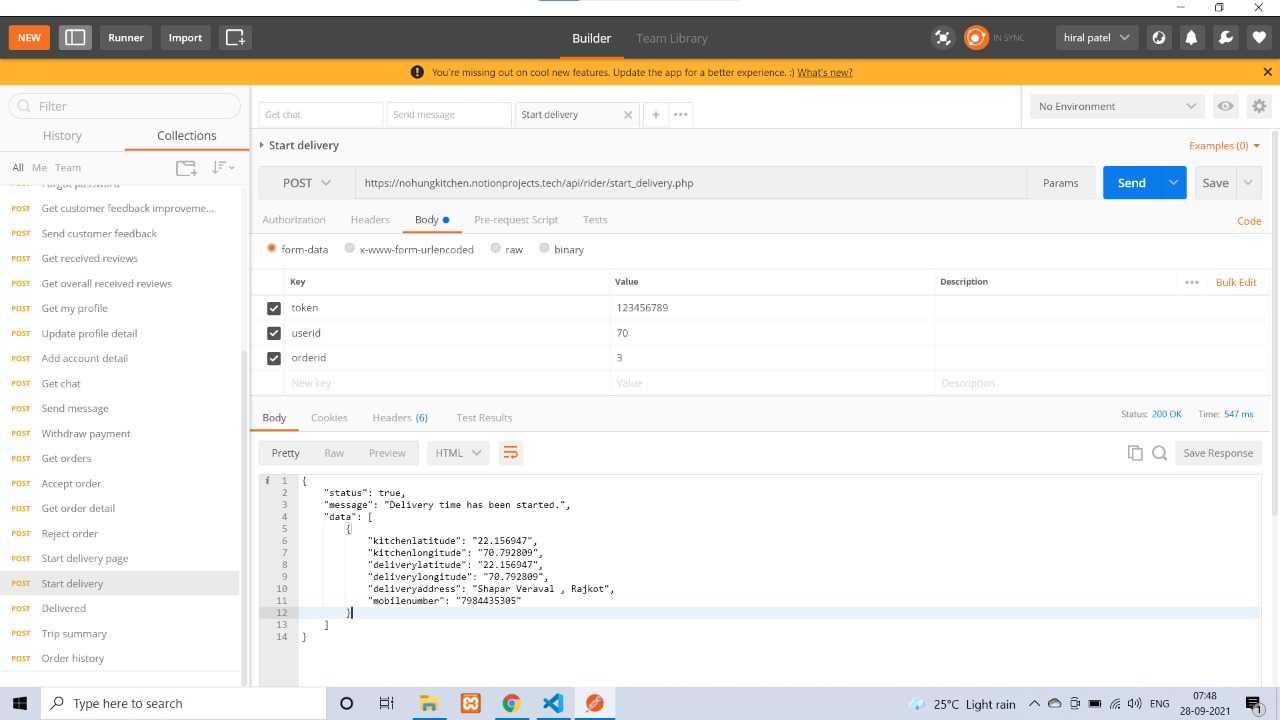 NEW
Runner
Import
Builder
Team Library
IN SYNC
hiral patel
You're missing out on cool new features. Update the app for a better experience. :) What's new?
Filter
History
Collections
All
Me
Team
POST Forgot password
POST Get customer feedback improveme...
POST Send customer feedback
POST Get received reviews
POST Get overall received reviews
POST Get my profile
POST Update profile detail
POST Add account detail
POST Get chat
POST Send message
POST Withdraw payment
POST Get orders
POST Accept order
POST Get order detail
POST Reject order
POST Start delivery page
POST Start delivery
POST Delivered
POST Trip summary
POST Order history
Get chat
Send message
Start delivery
No Environment
Start delivery
Examples (0)
POST
https://nohungkitchen.notionprojects.tech/api/rider/start_delivery.php
Params
Send
Save
Authorization
Headers
Body
Pre-request Script
Tests
Code
form-data
x-www-form-urlencoded
raw
binary
Key Value Description
Bulk Edit
token 123456789
userid 70
orderid 3
New key Value Description
Body
Cookies
Headers (6)
Test Results
Status: 200 OK
Time: 547 ms
Pretty
Raw
Preview
HTML
Save Response
i 1 {
2 "status": true,
3 "message": "Delivery time has been started.",
4 "data": [
5 {
6 "kitchenlatitude": "22.156947",
7 "kitchenlongitude": "70.792809",
8 "deliverylatitude": "22.156947",
9 "deliverylongitude": "70.792809",
10 "deliveryaddress": "Shapar Veraval , Rajkot",
11 "mobilenumber": "7984435305"
12 }
13 ]
14 }
Type here to search
25°C Light rain
ENG
07:48
28-09-2021
1